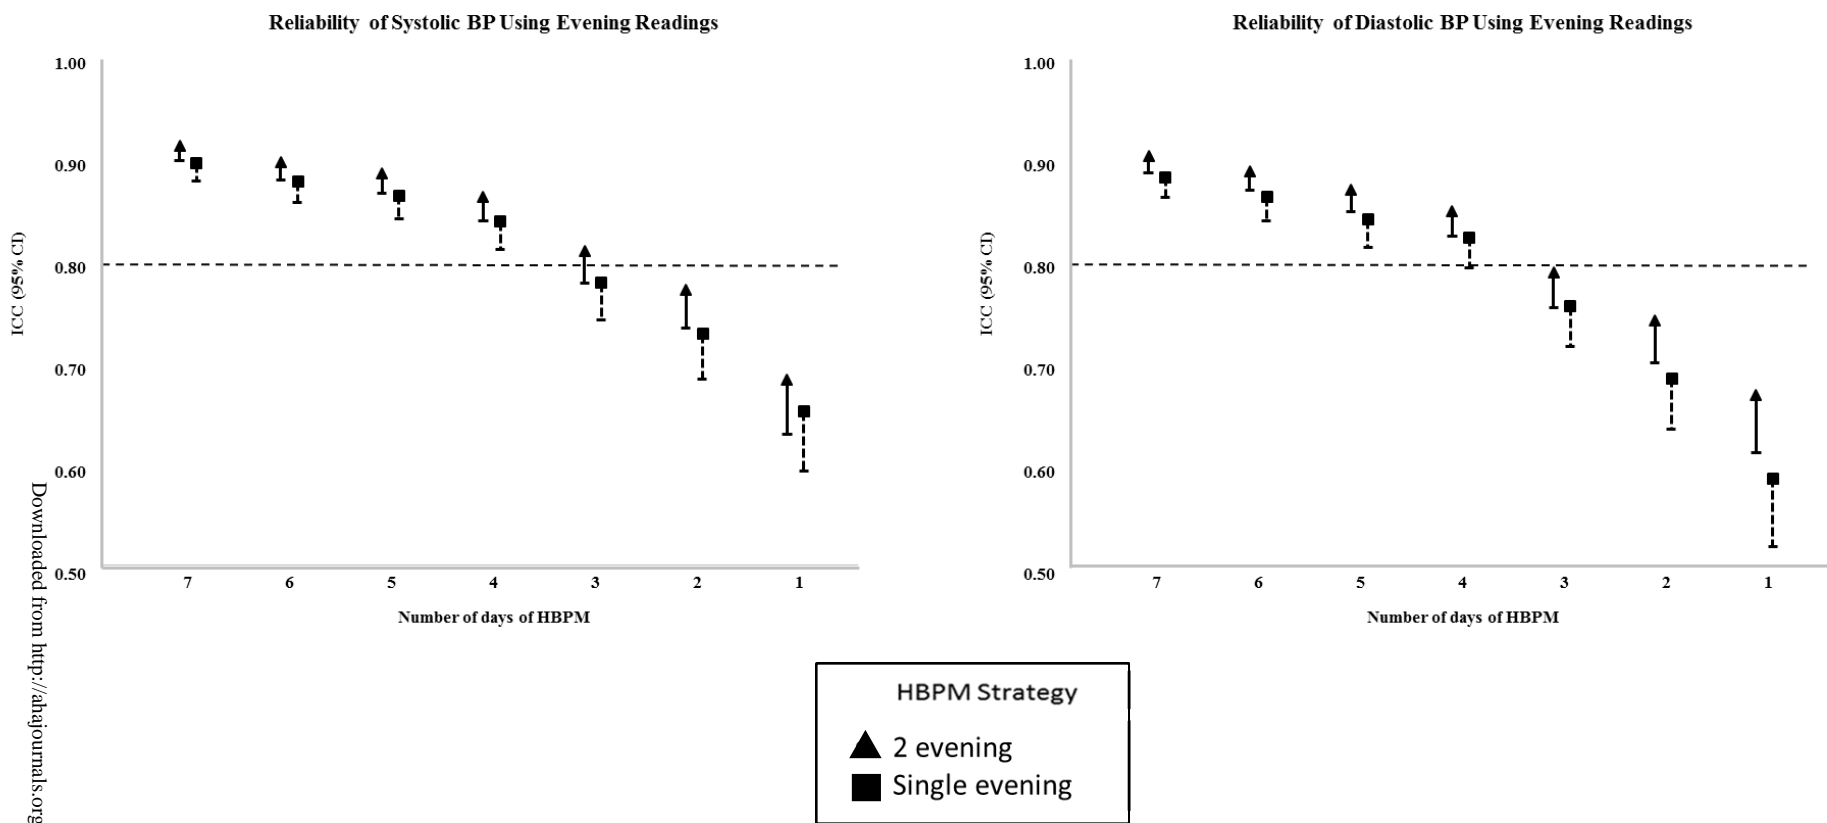 Reliability of Systolic BP Using Evening Readings
1.00
0.90
0.80
0.70
0.60
0.50
ICC (95% CI)
7 6 5 4 3 2 1
Number of days of HBPM
Reliability of Diastolic BP Using Evening Readings
1.00
0.90
0.80
0.70
0.60
0.50
ICC (95% CI)
7 6 5 4 3 2 1
Number of days of HBPM
HBPM Strategy
2 evening
Single evening
Downloaded from http://ahajournals.org